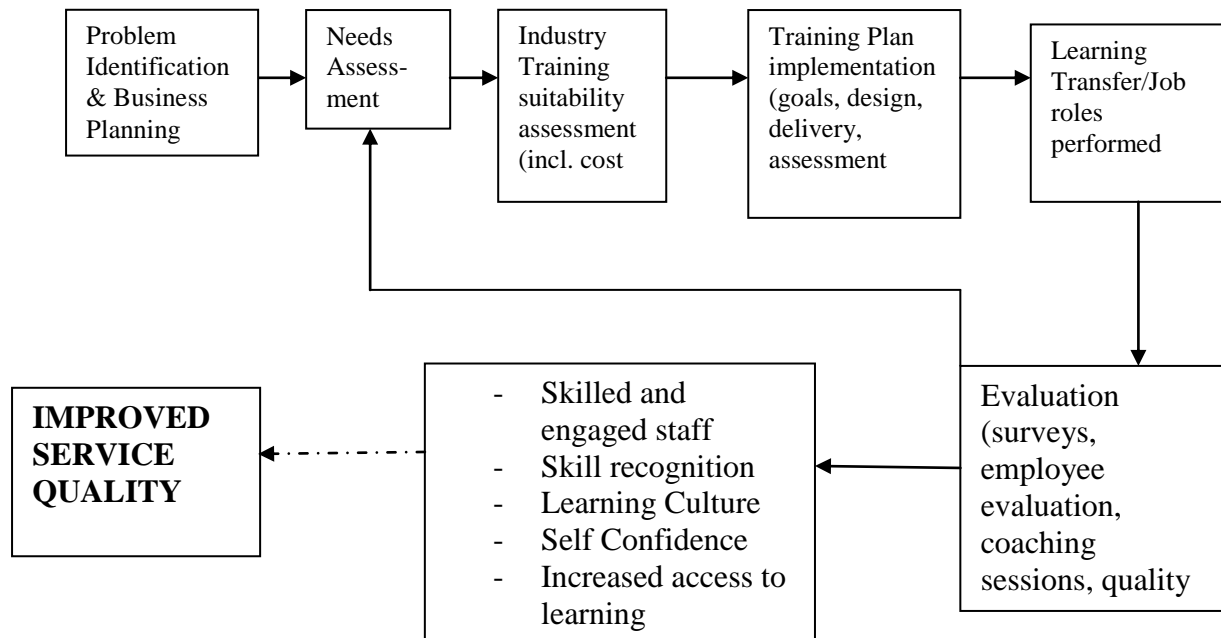 Problem
Identification
& Business
Planning
Needs
Assess-
ment
Industry
Training
suitability
assessment
(incl. cost
Training Plan
implementation
(goals, design,
delivery,
assessment
Learning
Transfer/Job
roles
performed
Evaluation
(surveys,
employee
evaluation,
coaching
sessions, quality
- Skilled and
engaged staff
- Skill recognition
- Learning Culture
- Self Confidence
- Increased access to
learning
IMPROVED
SERVICE
QUALITY